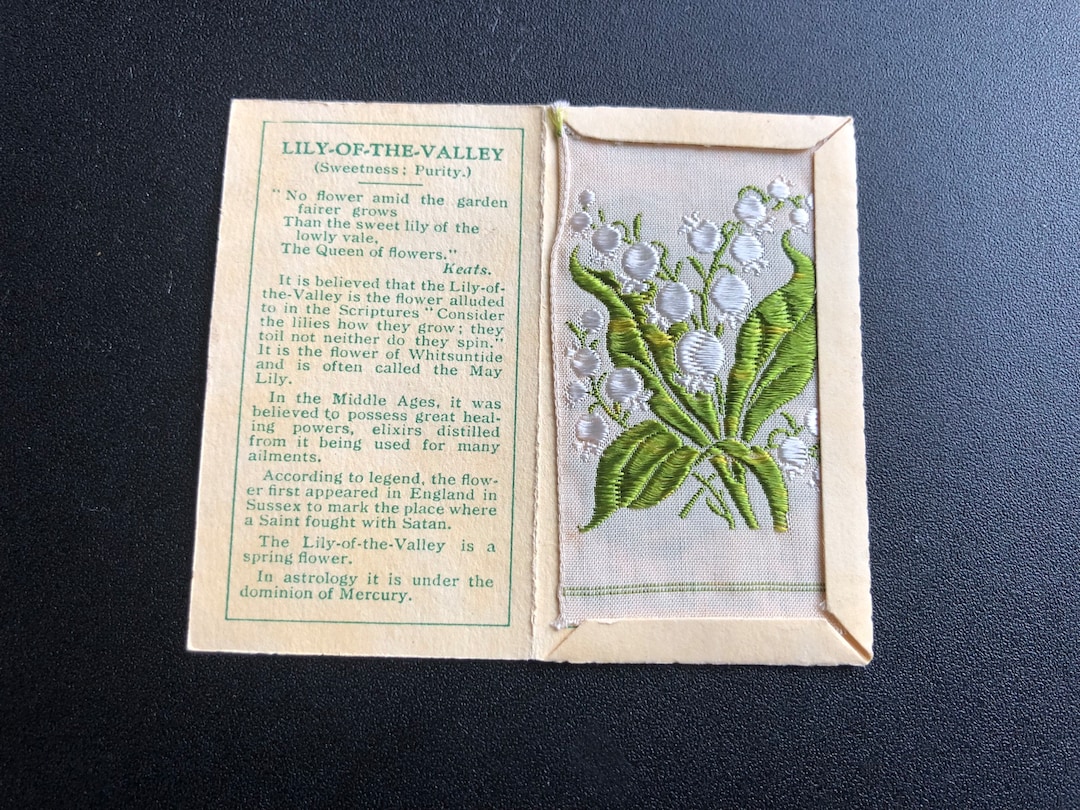 LILY-OF-THE-VALLEY
(Sweetness; Purity.)
"No flower amid the garden
fairer grows
Than the sweet lily of the
lowly vale,
The Queen of flowers."
Keats.
It is believed that the Lily-of-
the-Valley is the flower alluded
to in the Scriptures "Consider
the lilies how they grow; they
toil not neither do they spin."
It is the flower of Whitsuntide
and is often called the May
Lily.
In the Middle Ages, it was
believed to possess great heal-
ing powers, elixirs distilled
from it being used for many
ailments.
According to legend, the flow-
er first appeared in England in
Sussex to mark the place where
a Saint fought with Satan.
The Lily-of-the-Valley is a
spring flower.
In astrology it is under the
dominion of Mercury.